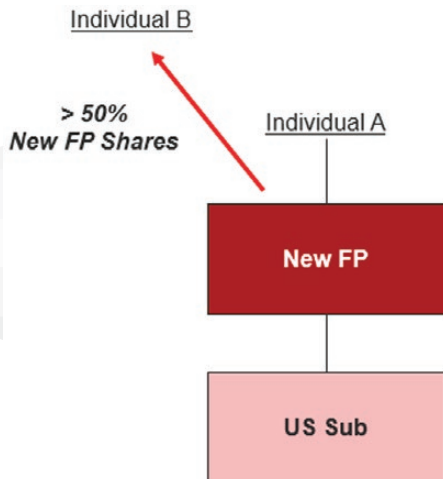 Individual B
> 50%
New FP Shares
Individual A
New FP
US Sub